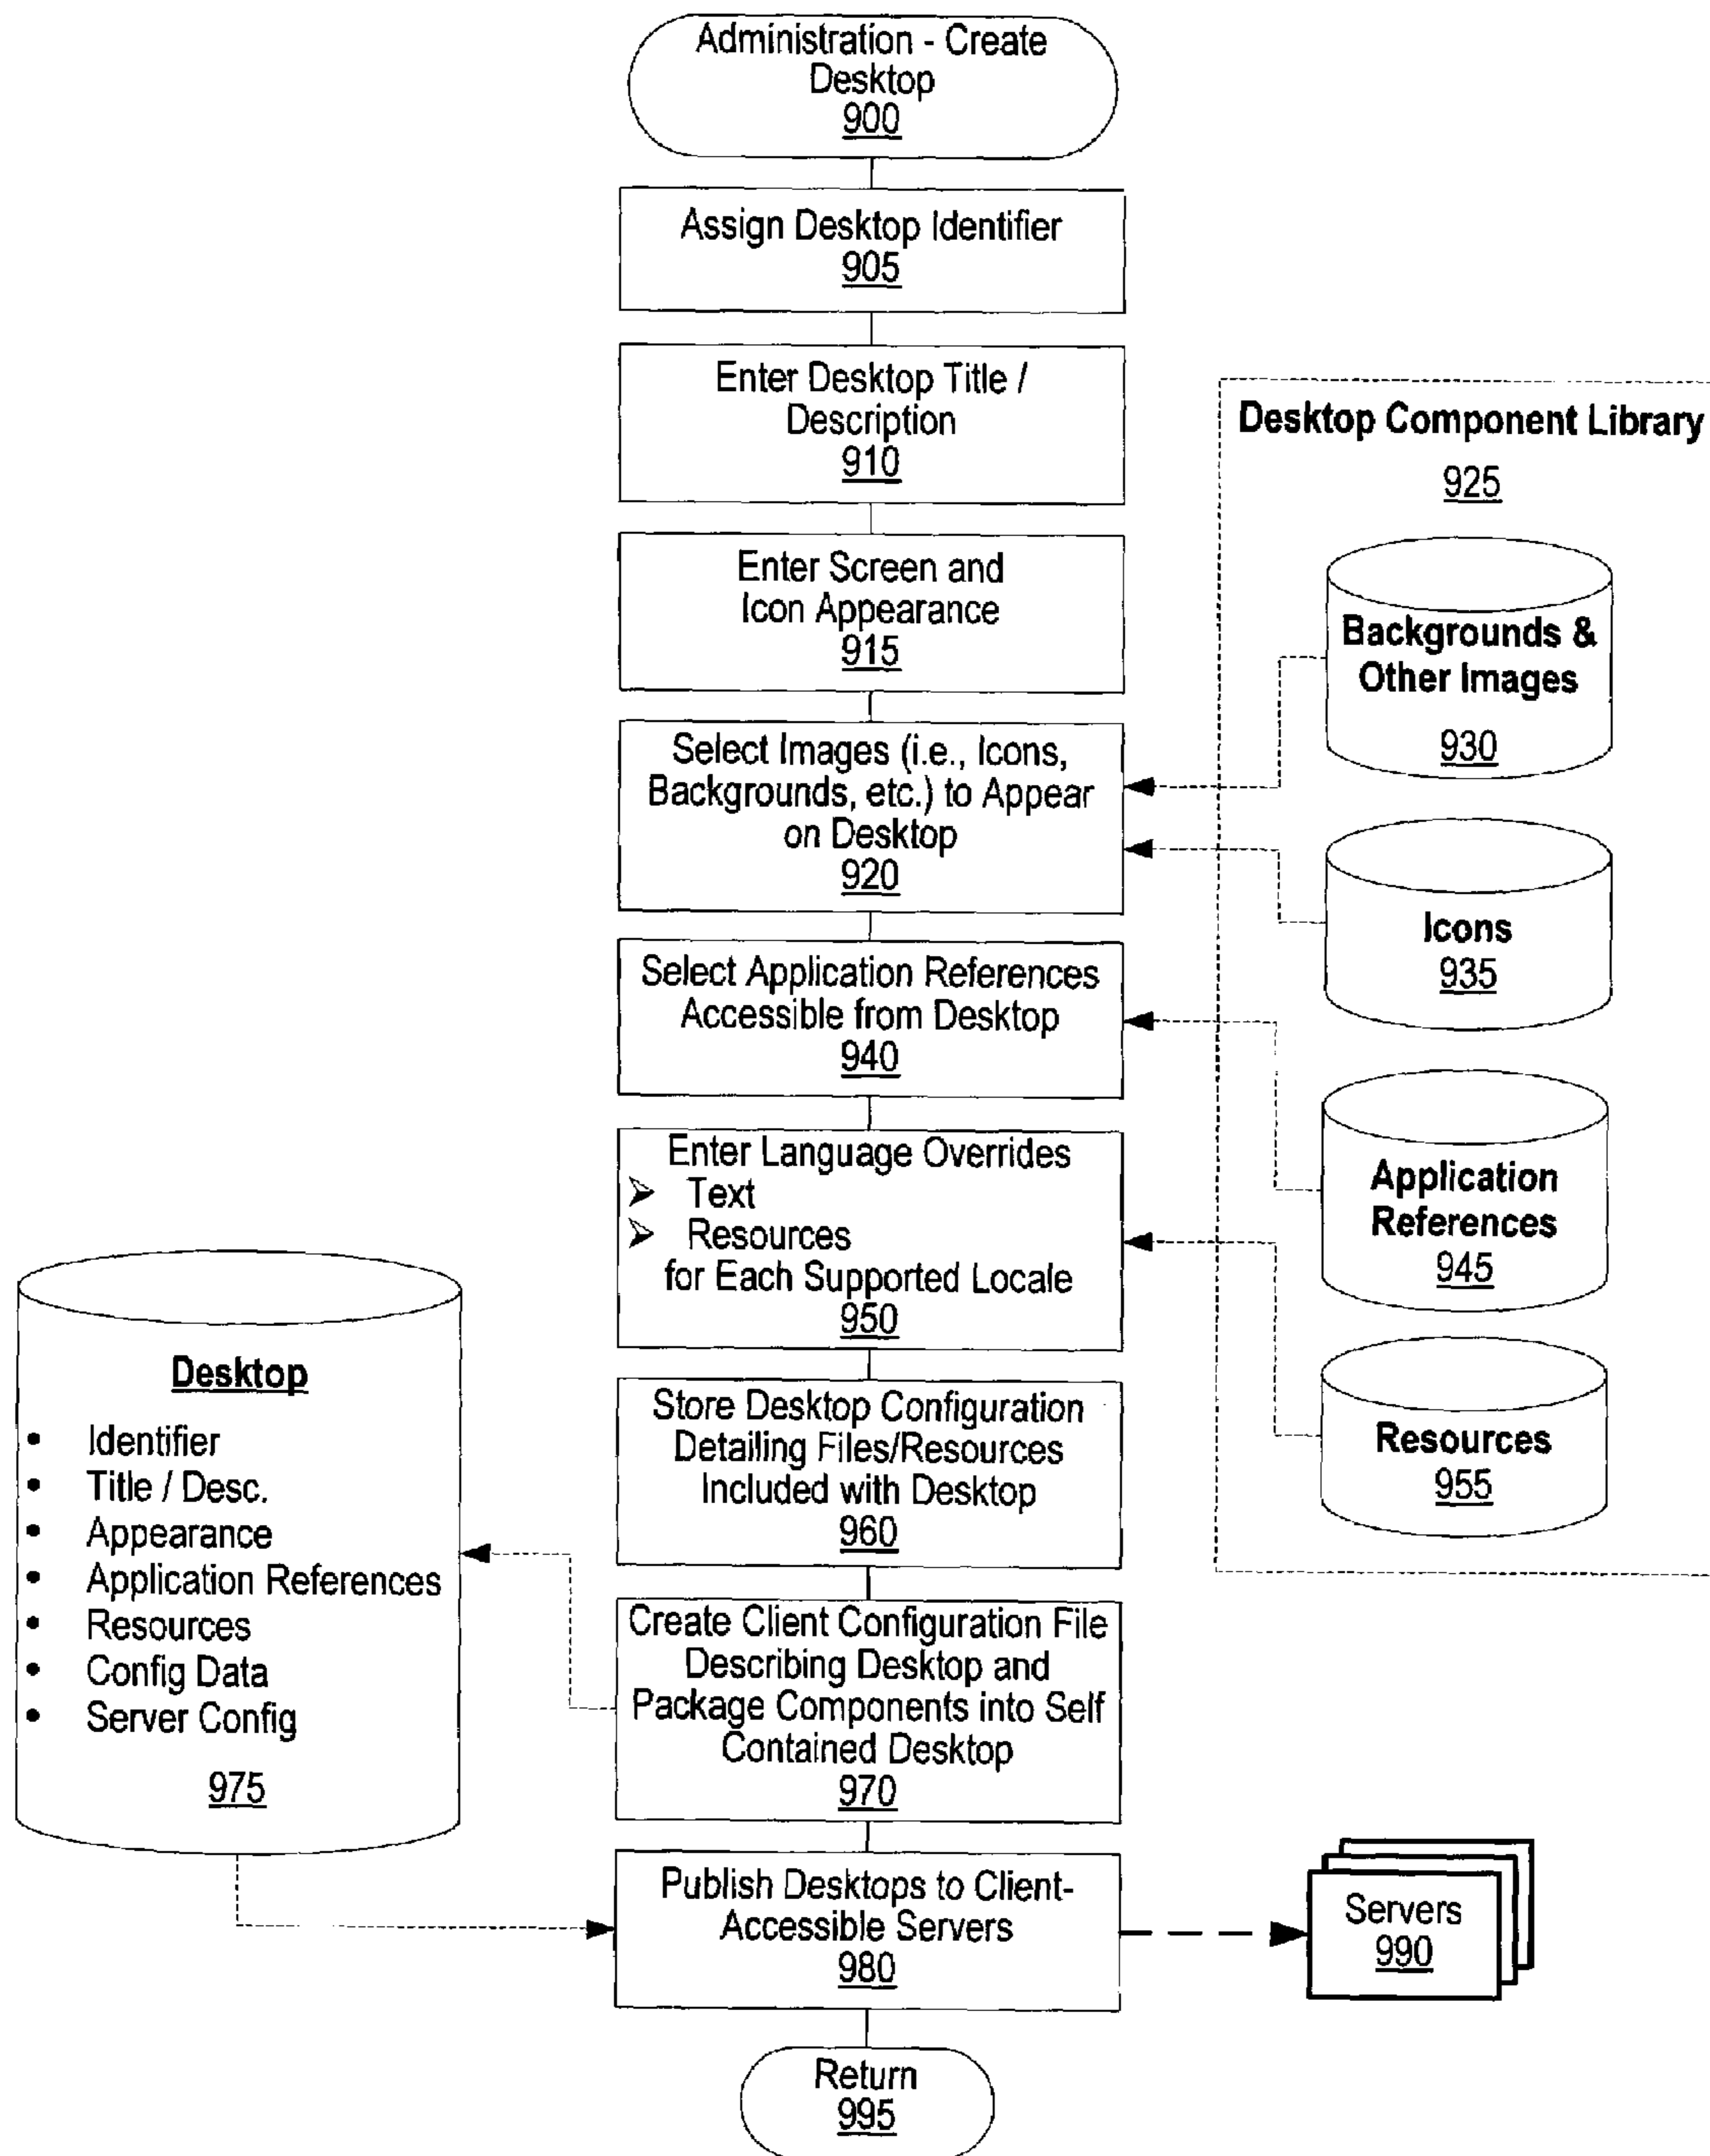 Administration - Create
Desktop
900
Assign Desktop Identifier
905
Enter Desktop Title /
Description
910
Enter Screen and
Icon Appearance
915
Select Images (i.e., Icons,
Backgrounds, etc.) to Appear
on Desktop
920
Select Application References
Accessible from Desktop
940
Enter Language Overrides
➢ Text
➢ Resources
for Each Supported Locale
950
Store Desktop Configuration
Detailing Files/Resources
Included with Desktop
960
Create Client Configuration File
Describing Desktop and
Package Components into Self
Contained Desktop
970
Publish Desktops to Client-
Accessible Servers
980
Return
995
Desktop Component Library
925
Backgrounds &
Other Images
930
Icons
935
Application
References
945
Resources
955
Desktop
• Identifier
• Title / Desc.
• Appearance
• Application References
• Resources
• Config Data
• Server Config
975
Servers
990